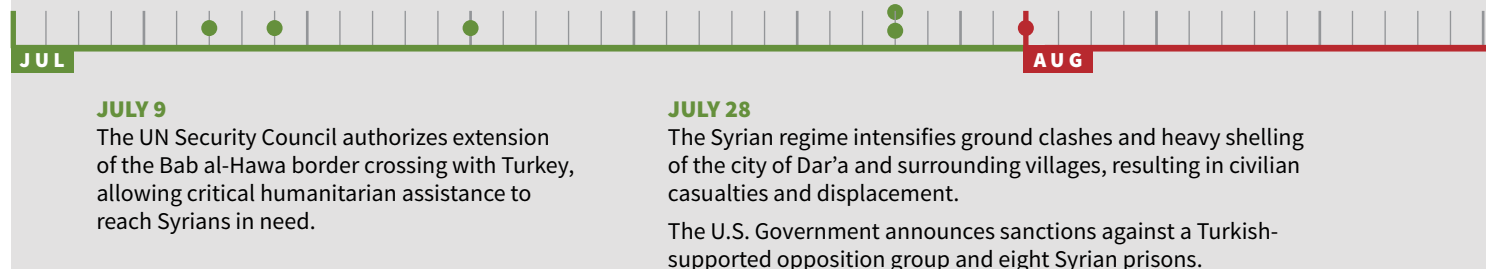 JUL
AUG
JULY 9
The UN Security Council authorizes extension
of the Bab al-Hawa border crossing with Turkey,
allowing critical humanitarian assistance to
reach Syrians in need.
JULY 28
The Syrian regime intensifies ground clashes and heavy shelling
of the city of Dar’a and surrounding villages, resulting in civilian
casualties and displacement.
The U.S. Government announces sanctions against a Turkish-
supported opposition group and eight Syrian prisons.